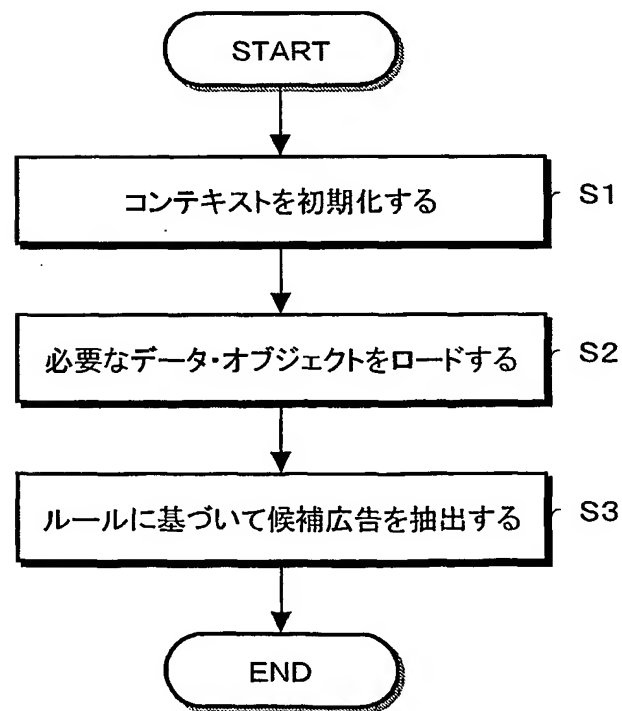 START
コンテキストを初期化する
S1
必要なデータ・オブジェクトをロードする
S2
ルールに基づいて候補広告を抽出する
S3
END